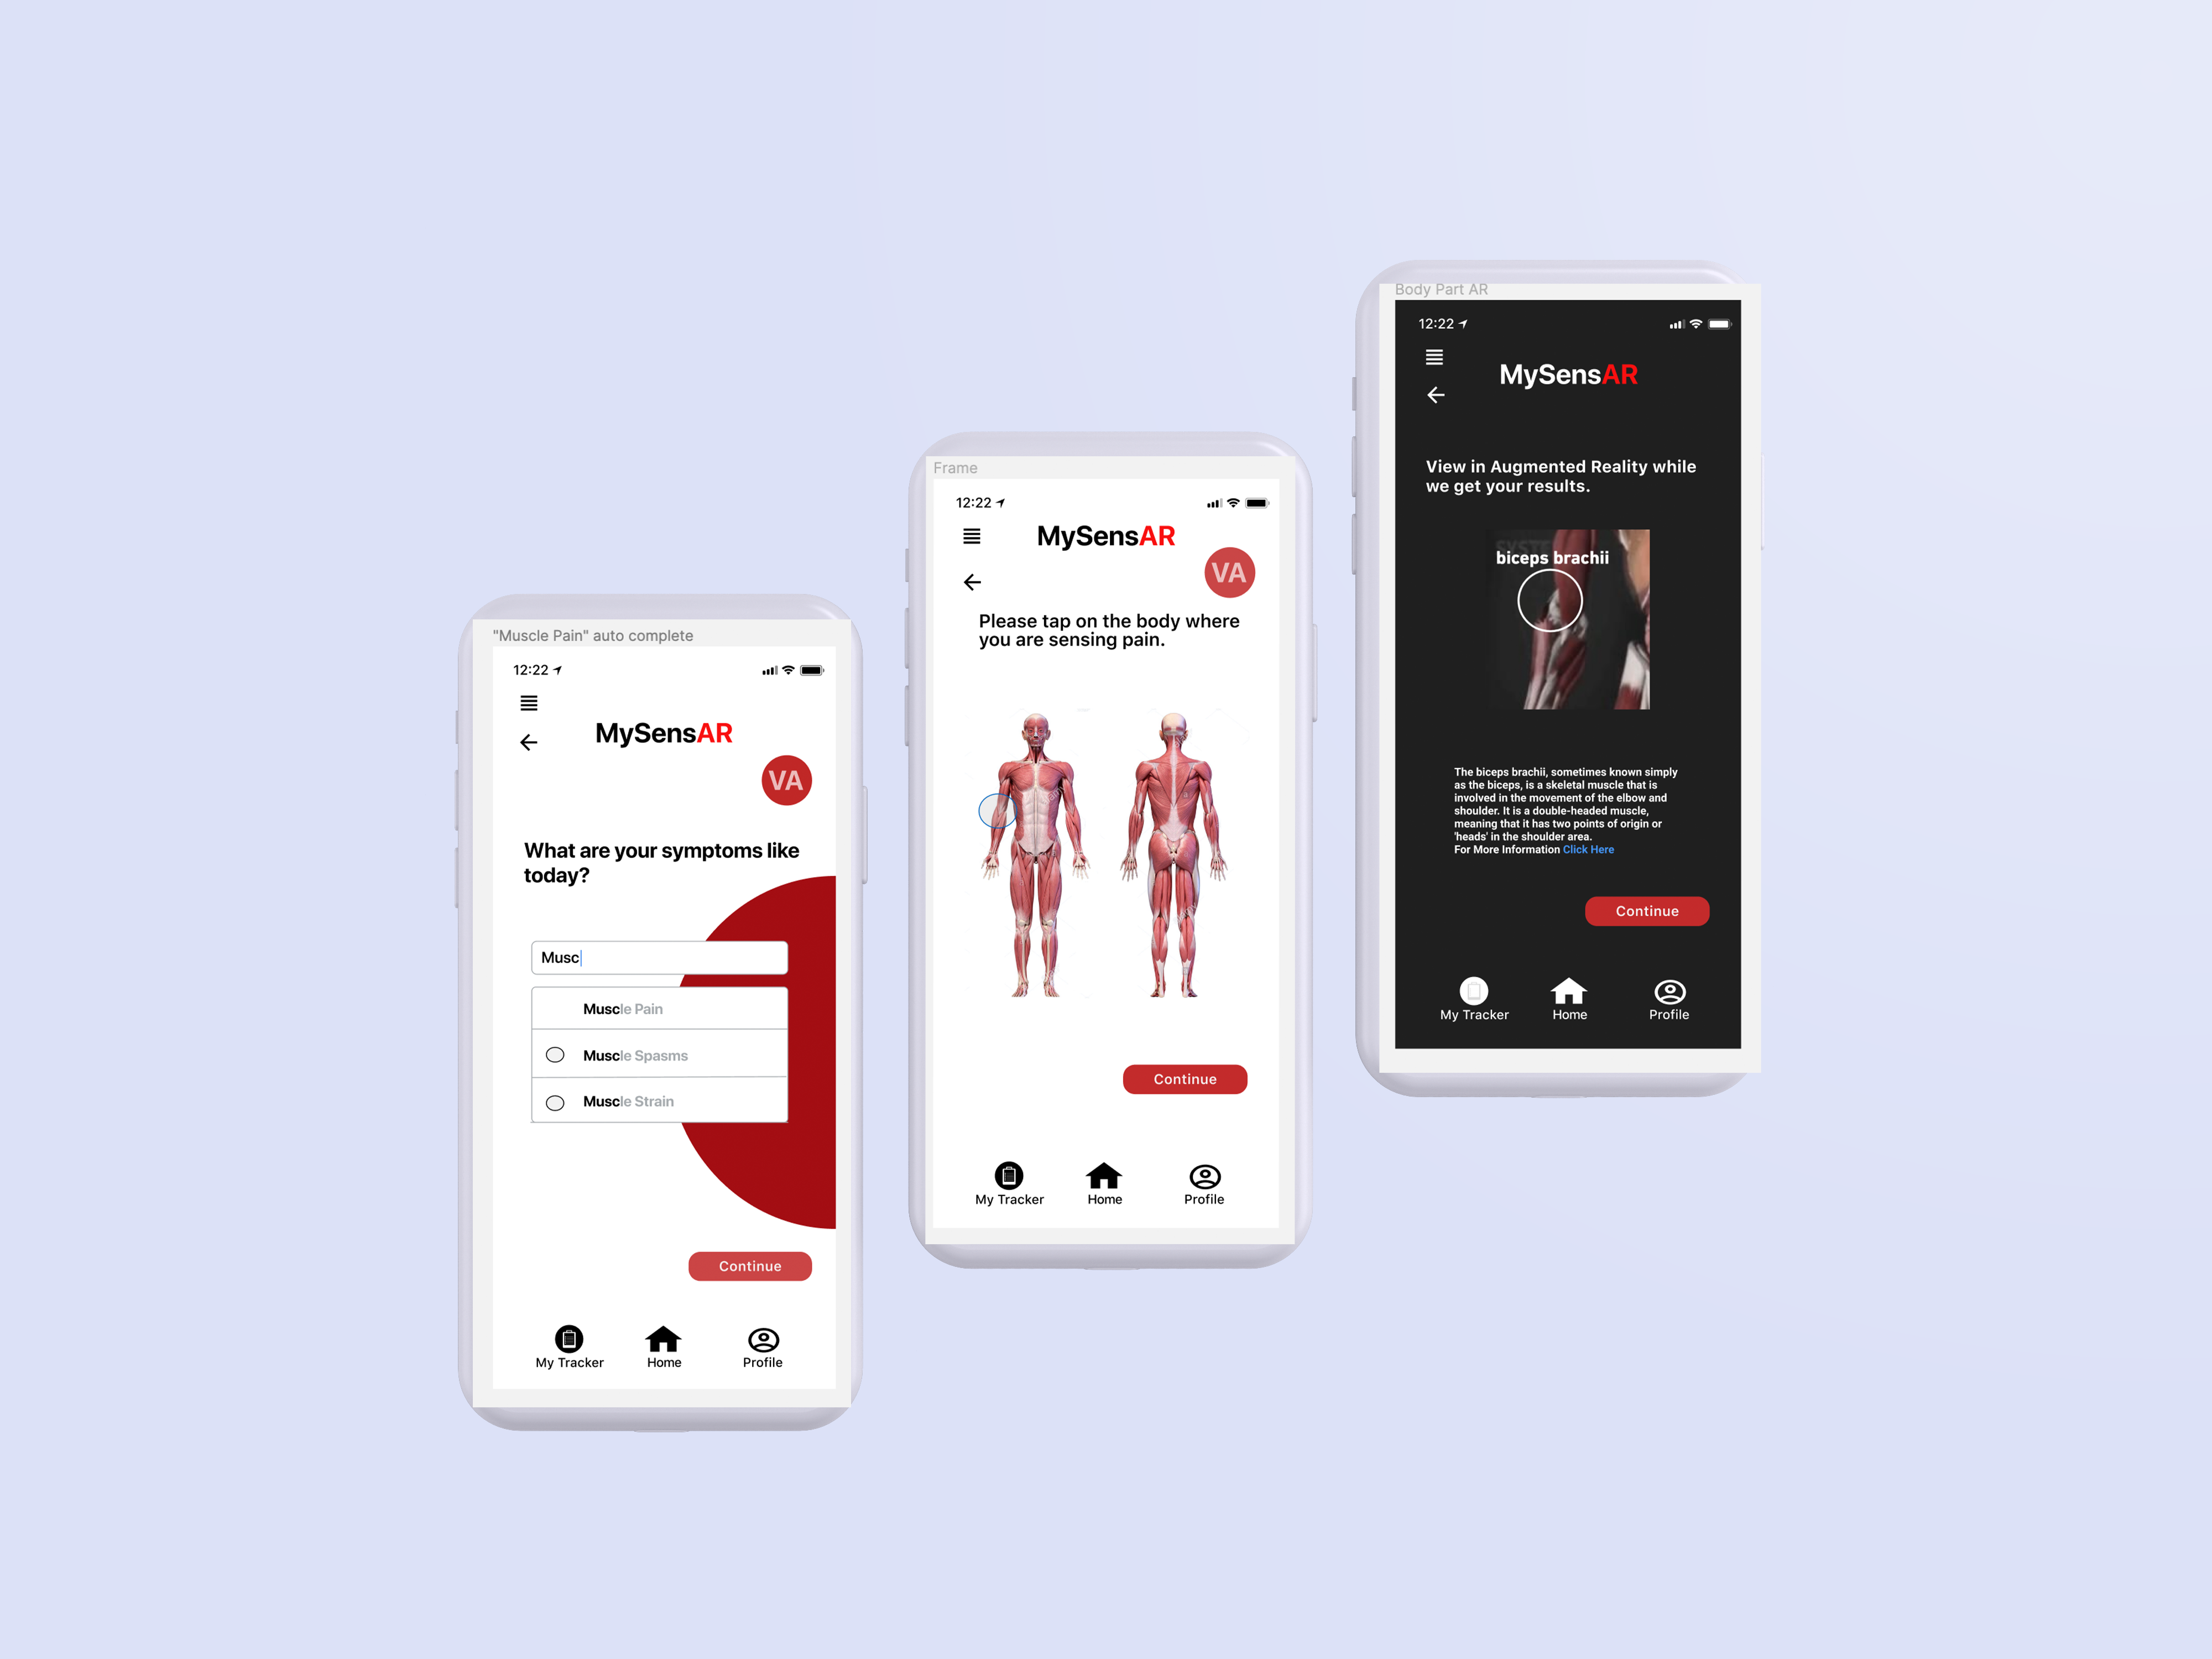 "Muscle Pain" auto complete
12:22
MySensAR
VA
What are your symptoms like
today?
Musc
Muscle Pain
Muscle Spasms
Muscle Strain
Continue
My Tracker
Home
Profile
Frame
12:22
MySensAR
VA
Please tap on the body where
you are sensing pain.
Continue
My Tracker
Home
Profile
Body Part AR
12:22
MySensAR
View in Augmented Reality while
we get your results.
SYSTE
biceps brachii
The biceps brachii, sometimes known simply
as the biceps, is a skeletal muscle that is
involved in the movement of the elbow and
shoulder. It is a double-headed muscle,
meaning that it has two points of origin or
'heads' in the shoulder area.
For More Information Click Here
Continue
My Tracker
Home
Profile